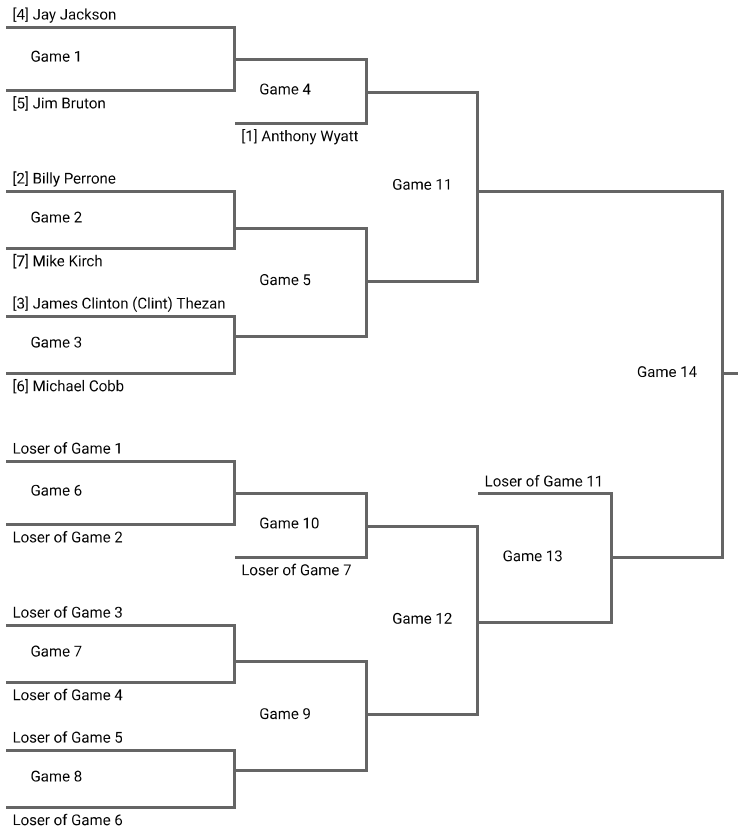 [4] Jay Jackson
Game 1
Game 4
[5] Jim Bruton
[1] Anthony Wyatt
[2] Billy Perrone
Game 11
Game 2
[7] Mike Kirch
Game 5
[3] James Clinton (Clint) Thezan
Game 3
Game 14
[6] Michael Cobb
Loser of Game 1
Loser of Game 11
Game 6
Game 10
Loser of Game 2
Game 13
Loser of Game 7
Loser of Game 3
Game 12
Game 7
Loser of Game 4
Game 9
Loser of Game 5
Game 8
Loser of Game 6